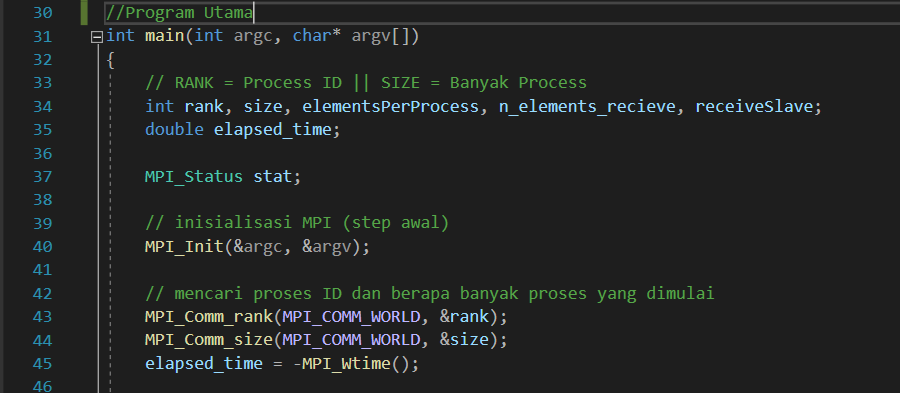 30 //Program Utama
31 int main(int argc, char* argv[])
32 {
33 // RANK = Process ID || SIZE = Banyak Process
34 int rank, size, elementsPerProcess, n_elements_recieve, receiveSlave;
35 double elapsed_time;
36
37 MPI_Status stat;
38
39 // inisialisasi MPI (step awal)
40 MPI_Init(&argc, &argv);
41
42 // mencari proses ID dan berapa banyak proses yang dimulai
43 MPI_Comm_rank(MPI_COMM_WORLD, &rank);
44 MPI_Comm_size(MPI_COMM_WORLD, &size);
45 elapsed_time = -MPI_Wtime();
46